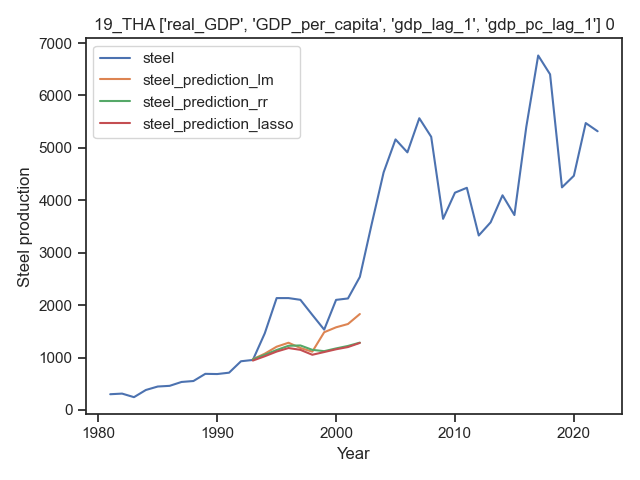 19_THA ['real_GDP', 'GDP_per_capita', 'gdp_lag_1', 'gdp_pc_lag_1'] 0
steel
steel_prediction_lm
steel_prediction_rr
steel_prediction_lasso
Steel production
7000
6000
5000
4000
3000
2000
1000
0
1980
1990
2000
2010
2020
Year